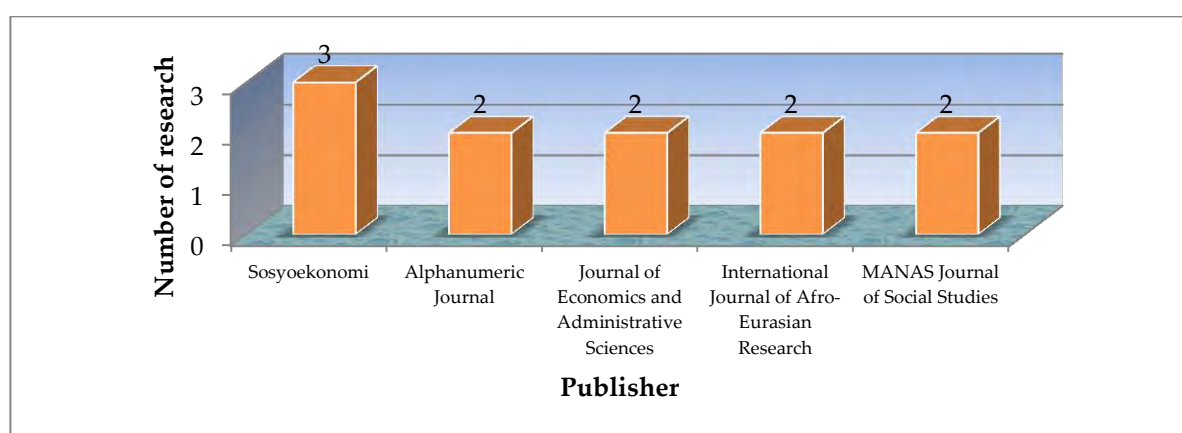 3
2
2
2
2
Number of research
3
2
1
0
Sosyoekonomi
Alphanumeric
Journal
Journal of
Economics and
Administrative
Sciences
International
Journal of Afro-
Eurasian
Research
MANAS Journal
of Social Studies
Publisher